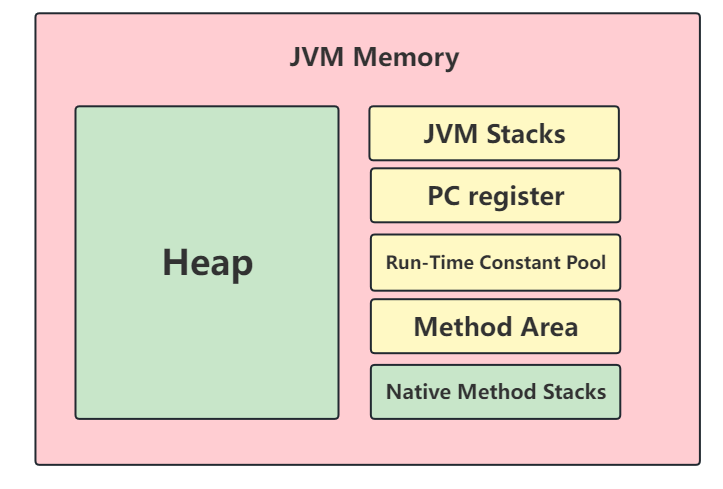 JVM Memory
Heap
JVM Stacks
PC register
Run-Time Constant Pool
Method Area
Native Method Stacks